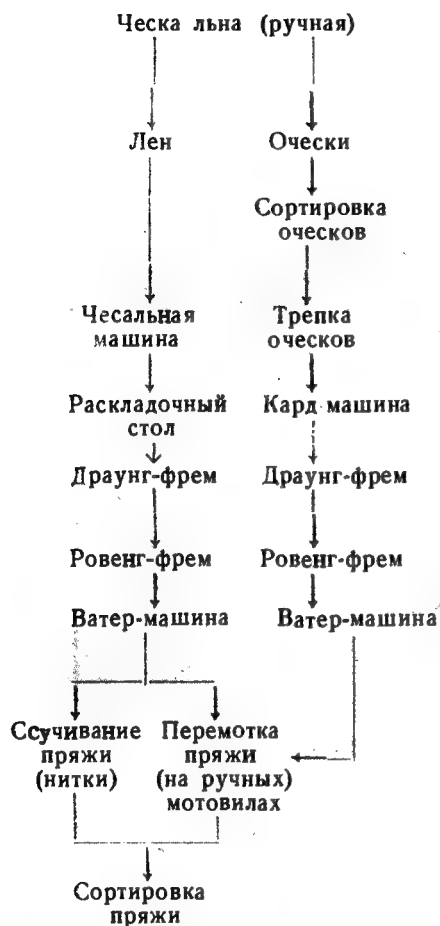 Ческа льна (ручная)
Лен
Очески
Сортировка
оческов
Чесальная
машина
Трепка
оческов
Раскладочный
стол
Кард машина
Драунг-фрем
Драунг-фрем
Ровенг-фрем
Ровенг-фрем
Ватер-машина
Ватер-машина
Ссучивание
пряжи
(нитки)
Перемотка
пряжи
(на ручных)
мотовилах
Сортировка
пряжи